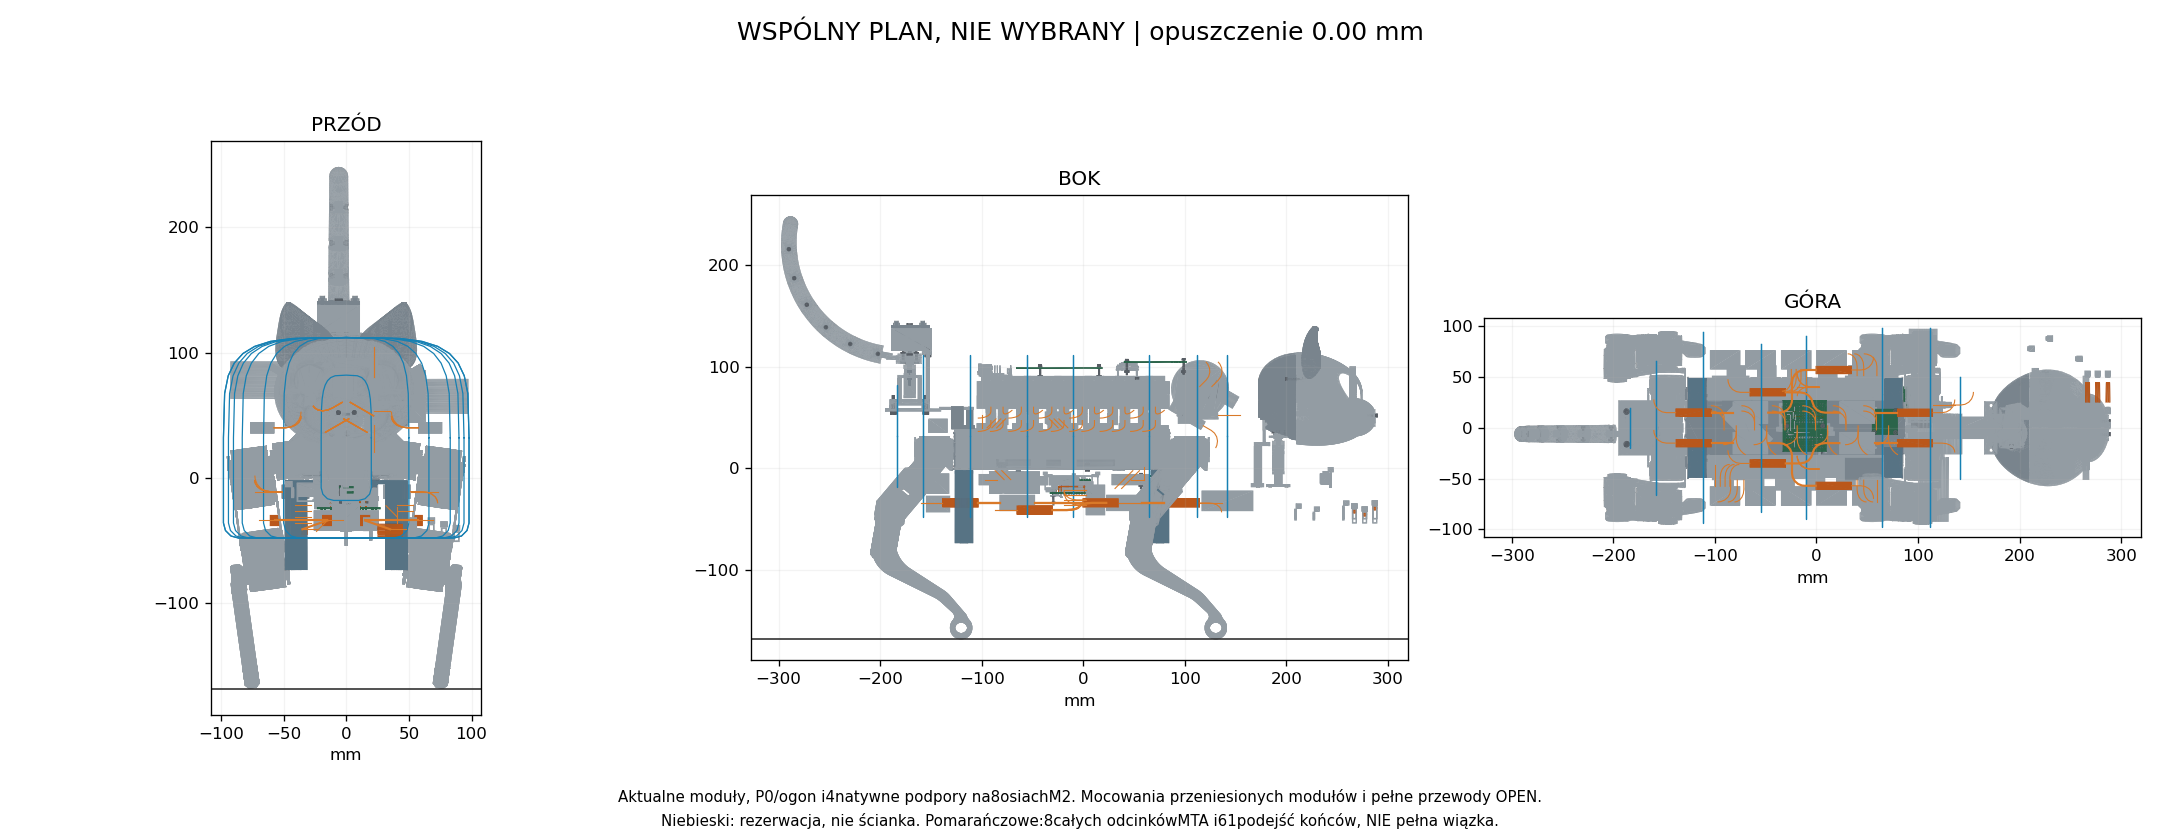 WSPÓLNY PLAN, NIE WYBRANY | opuszczenie 0.00 mm
PRZÓD
200
100
0
−100
−100 −50 0 50 100
mm
BOK
200
100
0
−100
−300 −200 −100 0 100 200 300
mm
GÓRA
100
50
0
−50
−100
−300 −200 −100 0 100 200 300
mm
Aktualne moduły, P0/ogon i4natywne podpory na8osiachM2. Mocowania przeniesionych modułów i pełne przewody OPEN.
Niebieski: rezerwacja, nie ścianka. Pomarańczowe:8całych odcinkówMTA i61podejść końców, NIE pełna wiązka.